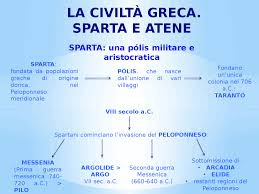 LA CIVILTÀ GRECA.
SPARTA E ATENE
SPARTA: una pólis militare e
aristocratica
SPARTA:
fondata da popolazioni
greche di origine
dorica, nel
Peloponneso
meridionale
PÓLIS, che nasce
dall'unione di vari
villaggi
Fondano
un'unica
colonia nel 706
a.C.:
TARANTO
VIII secolo a.C.
Spartani cominciano l'invasione del PELOPONNESO
MESSENIA
(Prima guerra
messenica 740-
720 a.C.) >
PILO
ARGOLIDE >
ARGO
VII sec. a.C.
Seconda guerra
Messenica
(660-640 a.C.)
Sottomissione di
• ARCADIA
• ELIDE
• restanti regioni del
Peloponneso